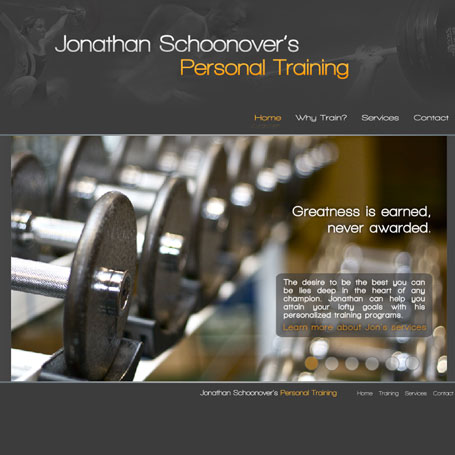 Jonathan Schoonover's
Personal Training
Home Why Train? Services Contact
Greatness is earned,
never awarded.
The desire to be the best you can
be lies deep in the heart of any
champion. Jonathan can help you
attain your lofty goals with his
personalized training programs.
Learn more about Jon's services
Jonathan Schoonover's Personal Training Home Training Services Contact